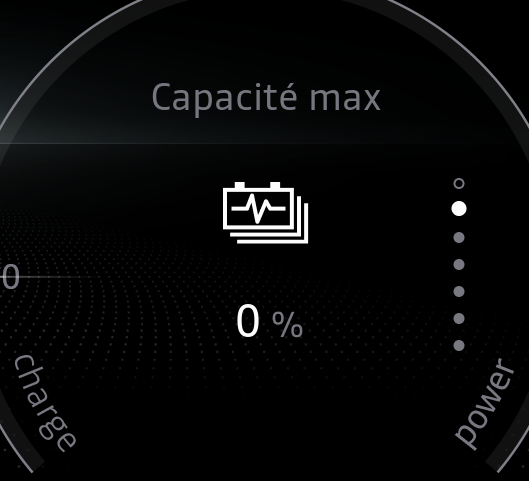 Capacité max
0
0 %
charge
power